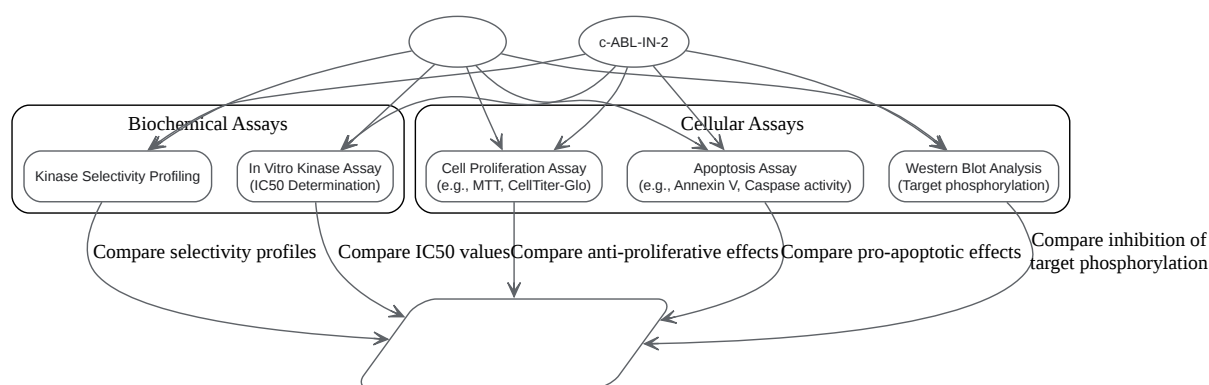 c-ABL-IN-2
Biochemical Assays
Cellular Assays
Kinase Selectivity Profiling
In Vitro Kinase Assay
(IC50 Determination)
Cell Proliferation Assay
(e.g., MTT, CellTiter-Glo)
Apoptosis Assay
(e.g., Annexin V, Caspase activity)
Western Blot Analysis
(Target phosphorylation)
Compare selectivity profiles
Compare IC50 values
Compare anti-proliferative effects
Compare pro-apoptotic effects
Compare inhibition of
target phosphorylation